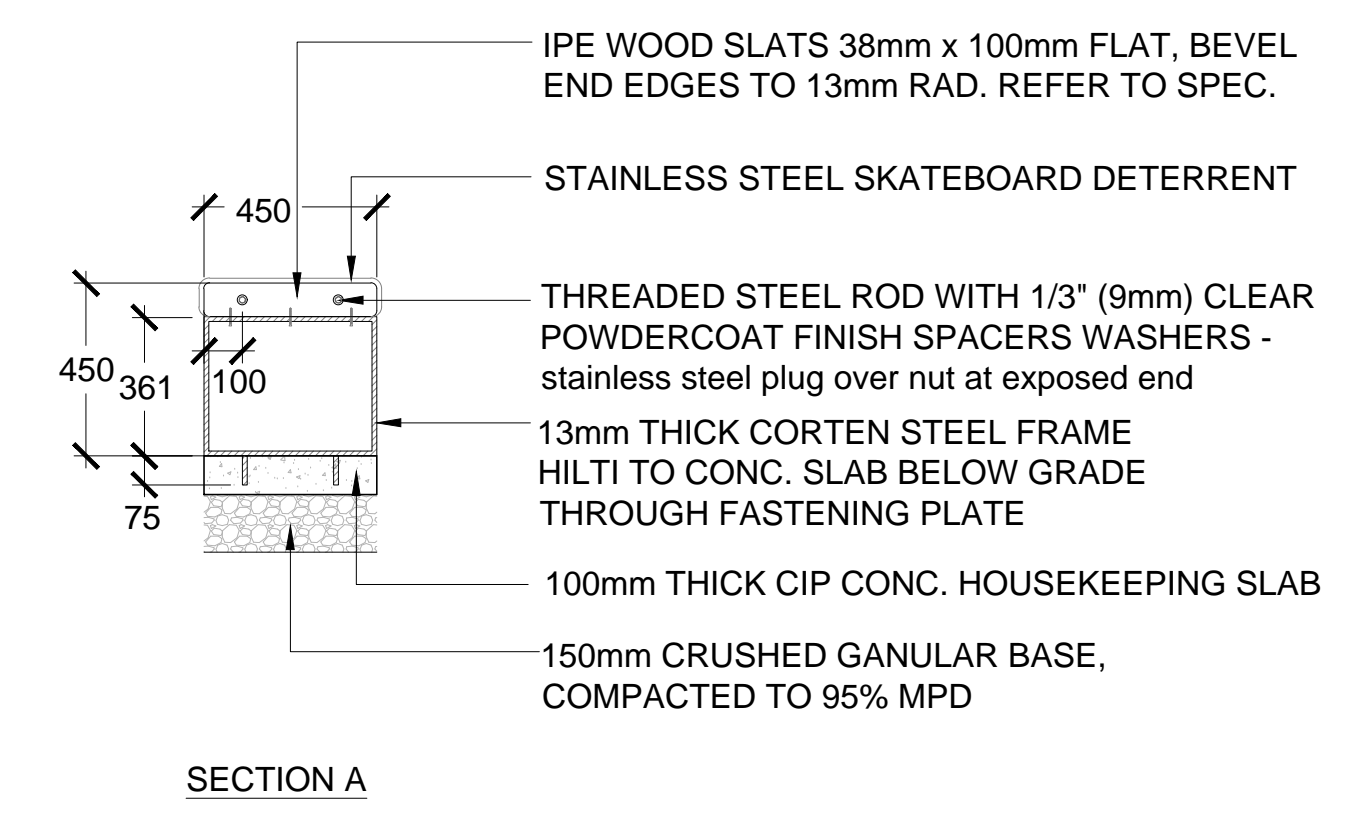 IPE WOOD SLATS 38mm x 100mm FLAT, BEVEL
END EDGES TO 13mm RAD. REFER TO SPEC.
STAINLESS STEEL SKATEBOARD DETERRENT
450
THREADED STEEL ROD WITH 1/3" (9mm) CLEAR
POWDERCOAT FINISH SPACERS WASHERS -
stainless steel plug over nut at exposed end
450
361
100
13mm THICK CORTEN STEEL FRAME
HILTI TO CONC. SLAB BELOW GRADE
THROUGH FASTENING PLATE
75
100mm THICK CIP CONC. HOUSEKEEPING SLAB
150mm CRUSHED GANULAR BASE,
COMPACTED TO 95% MPD
SECTION A